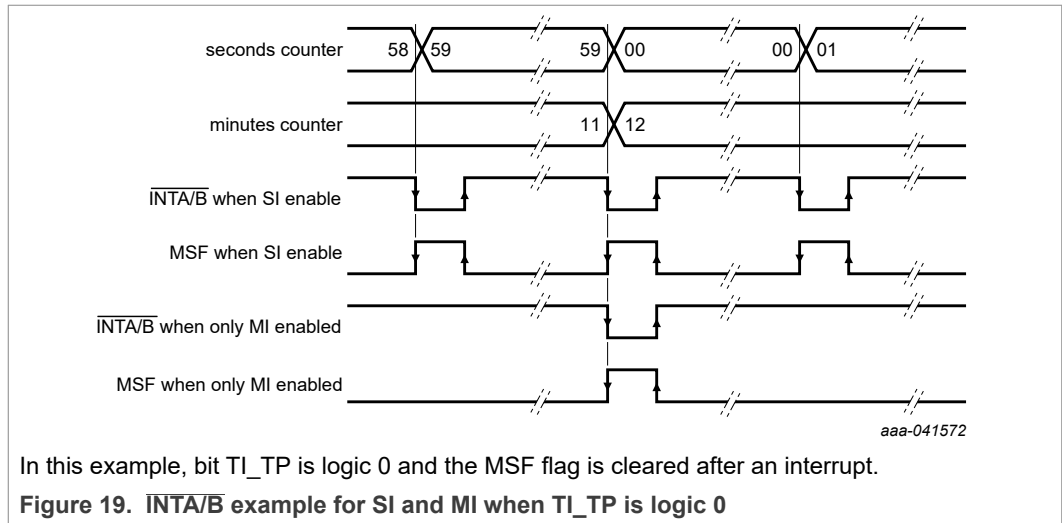 seconds counter 58 59 59 00 00 01
minutes counter 11 12
INTA/B when SI enable
MSF when SI enable
INTA/B when only MI enabled
MSF when only MI enabled
aaa-041572
In this example, bit TI_TP is logic 0 and the MSF flag is cleared after an interrupt.
Figure 19. INTA/B example for SI and MI when TI_TP is logic 0